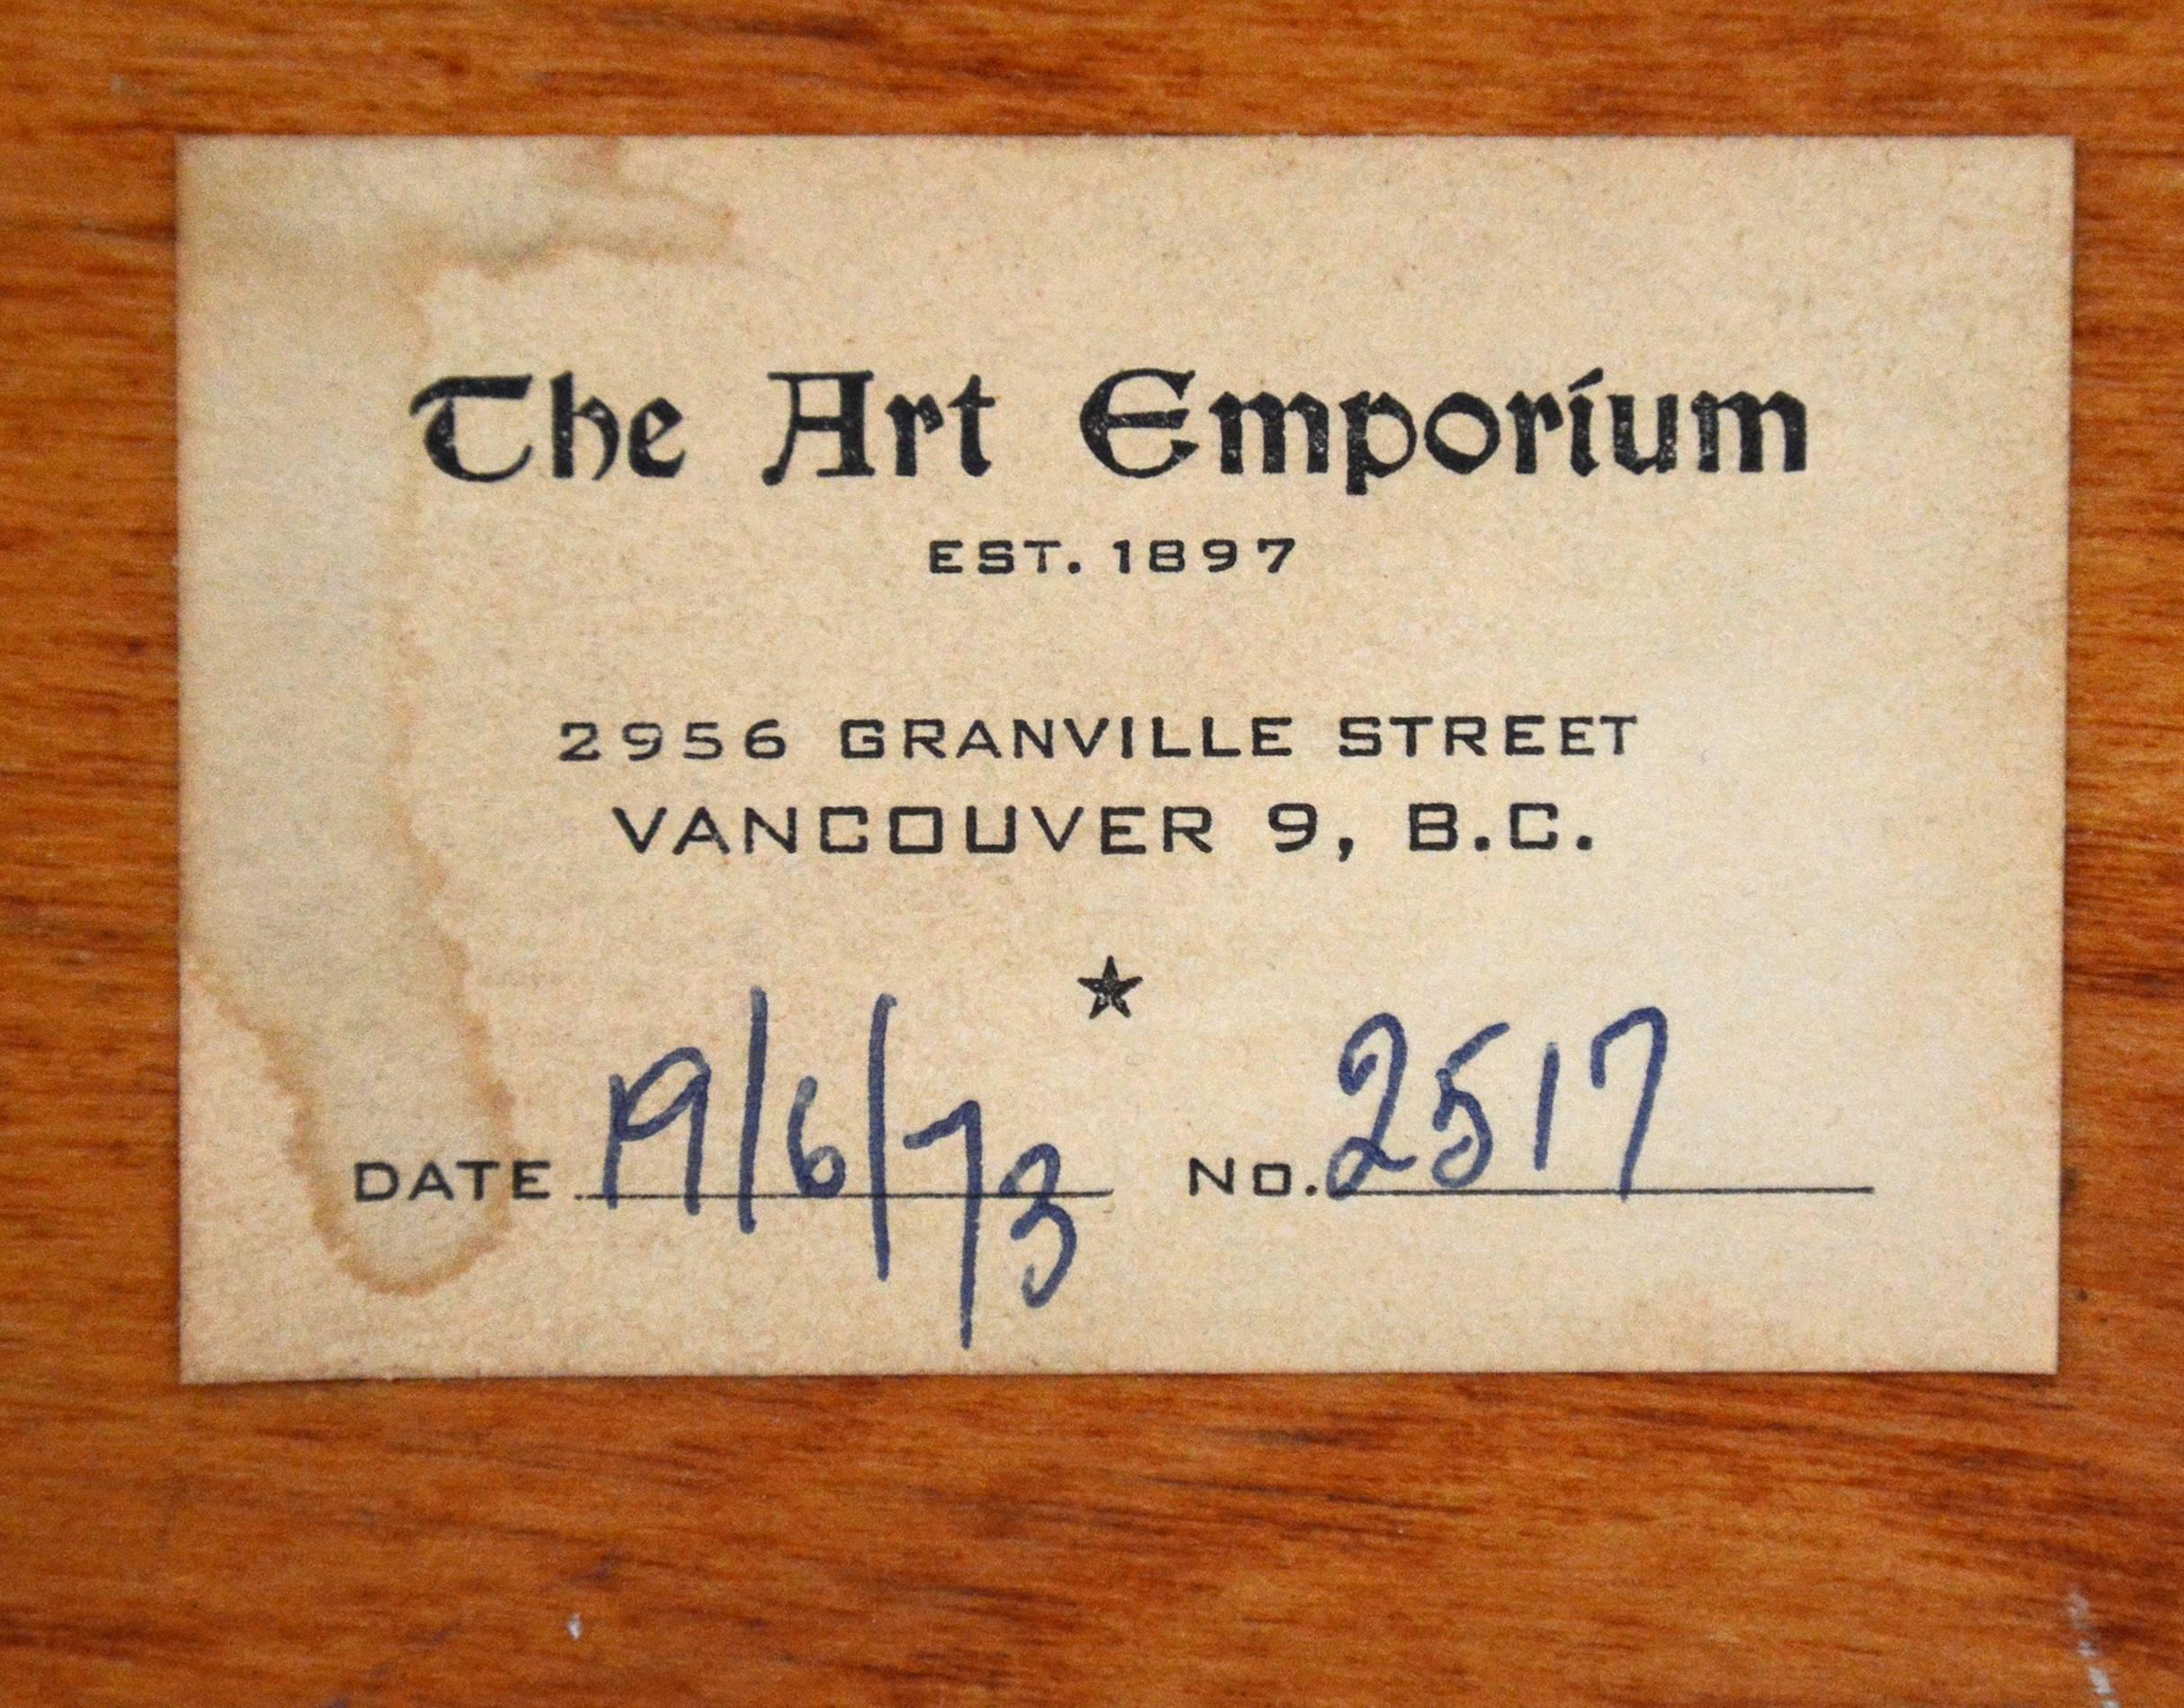 The Art Emporium
EST. 1897
2956 GRANVILLE STREET
VANCOUVER 9, B.C.
DATE 19/6/73 No. 2517